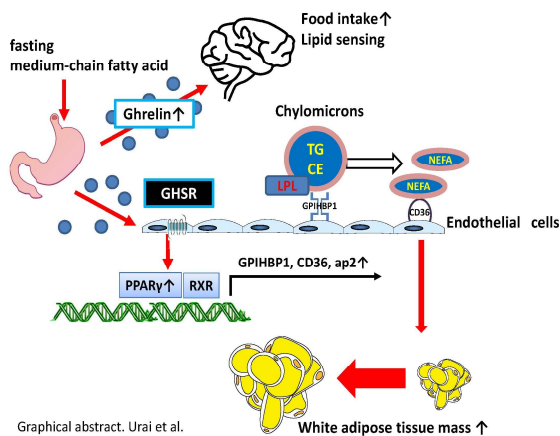 Food intake↑
Lipid sensing
fasting
medium-chain fatty acid
Ghrelin↑
Chylomicrons
TG
CE
NEFA
LPL
NEFA
GHSR
GPIHBP1
CD36
Endothelial cells
GPIHBP1, CD36, ap2↑
PPARγ↑
RXR
White adipose tissue mass ↑
Graphical abstract. Urai et al.